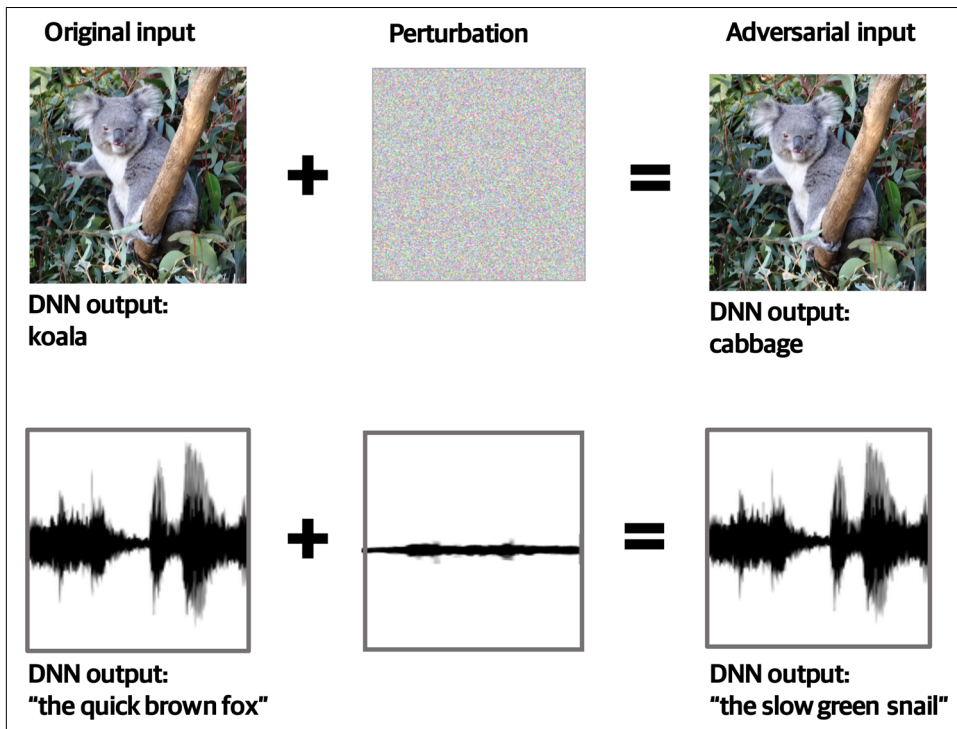 Original input
Perturbation
Adversarial input
DNN output:
koala
DNN output:
cabbage
DNN output:
“the quick brown fox”
DNN output:
“the slow green snail”